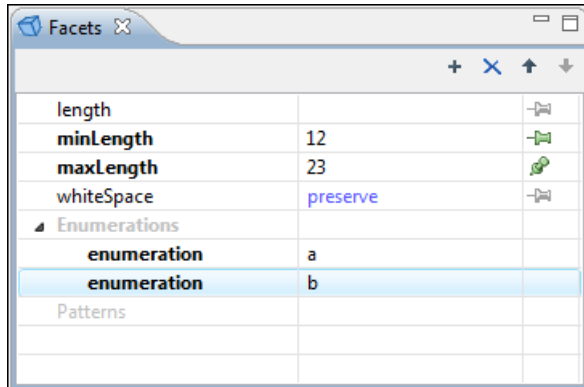 Facets
length
minLength 12
maxLength 23
whiteSpace preserve
Enumerations
enumeration a
enumeration b
Patterns